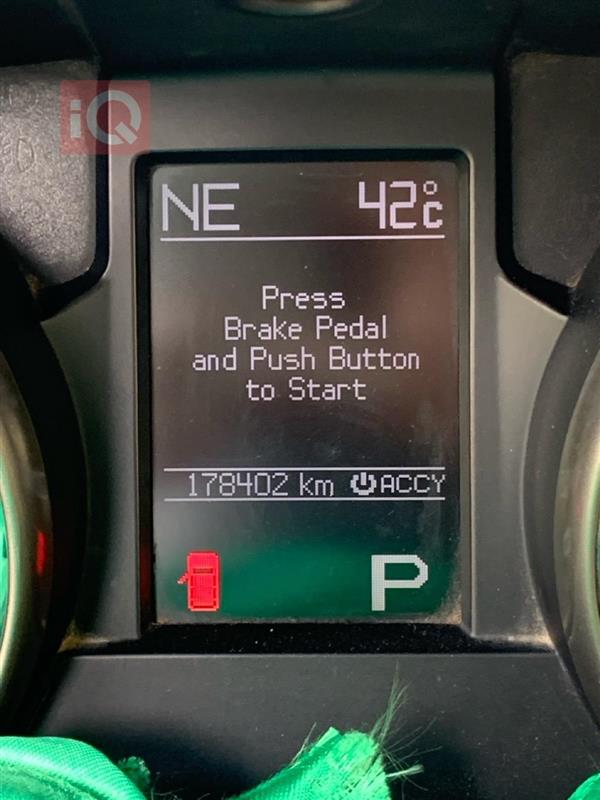 iQ
NE 42°C
Press
Brake Pedal
and Push Button
to Start
178402 km ACCY
P